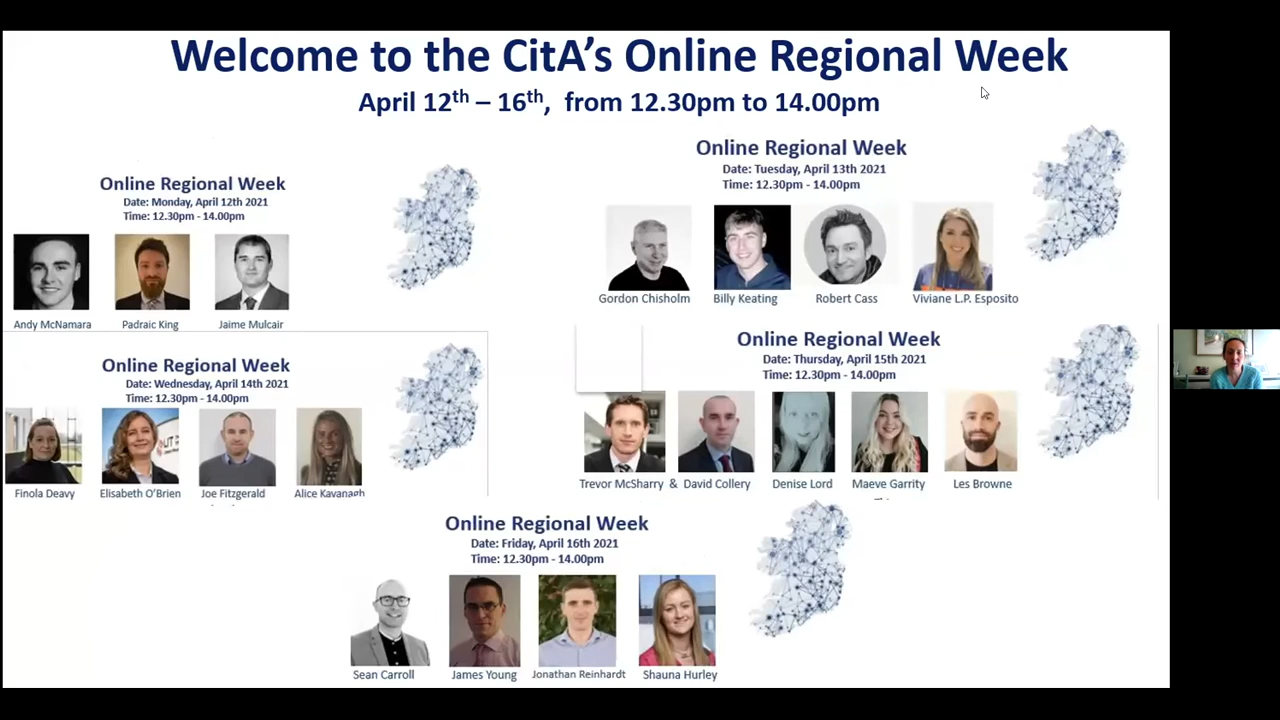 Welcome to the CitA's Online Regional Week
April 12th – 16th, from 12.30pm to 14.00pm
Online Regional Week
Date: Monday, April 12th 2021
Time: 12.30pm - 14.00pm
Andy McNamara Padraic King Jaime Mulcair
Online Regional Week
Date: Tuesday, April 13th 2021
Time: 12.30pm - 14.00pm
Gordon Chisholm Billy Keating Robert Cass Viviane L.P. Esposito
Online Regional Week
Date: Wednesday, April 14th 2021
Time: 12.30pm - 14.00pm
Finola Deavy Elisabeth O'Brien Joe Fitzgerald Alice Kavanagh
Online Regional Week
Date: Thursday, April 15th 2021
Time: 12.30pm - 14.00pm
Trevor McSharry & David Collery Denise Lord Maeve Garrity Les Browne
Online Regional Week
Date: Friday, April 16th 2021
Time: 12.30pm - 14.00pm
Sean Carroll James Young Jonathan Reinhardt Shauna Hurley